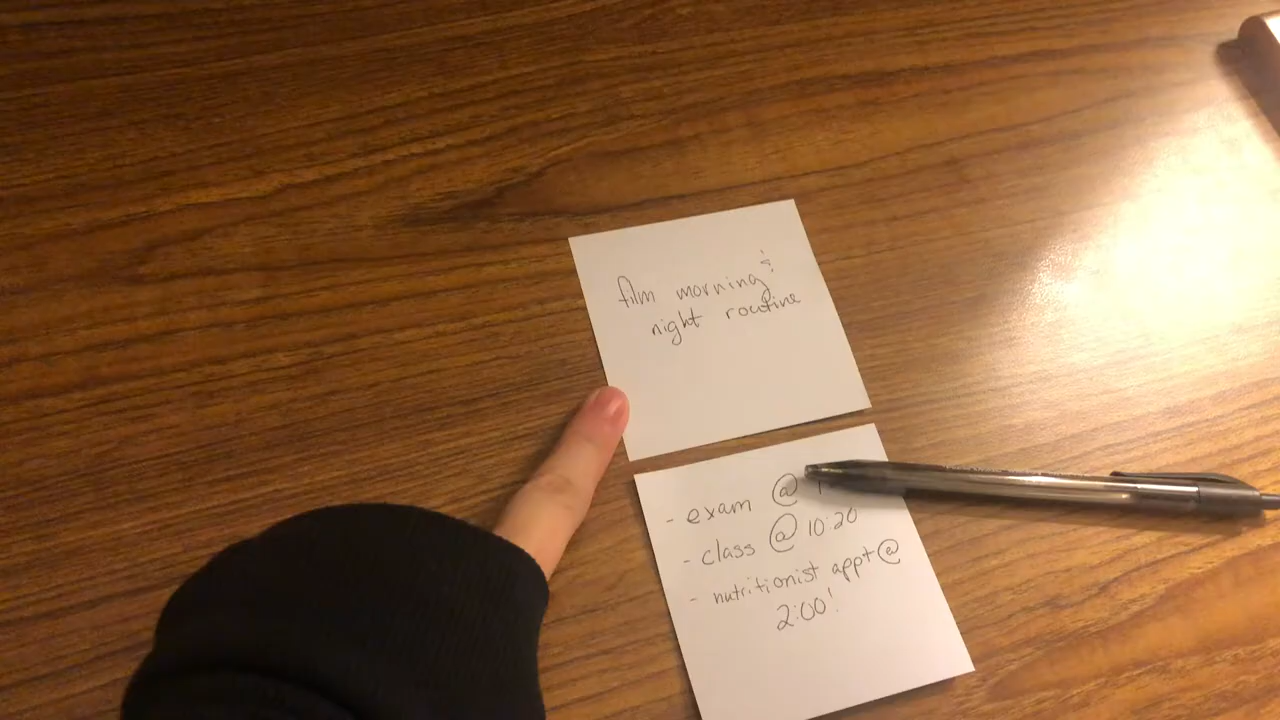 film morning &
night routine
- exam @
- class @ 10:20
- nutritionist appt @
2:00!